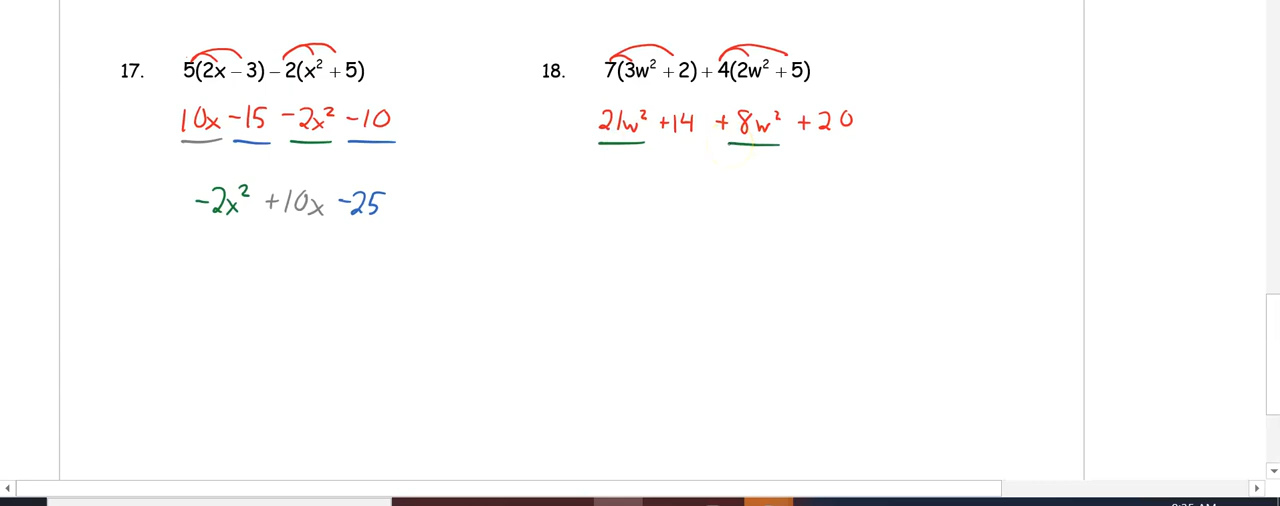 17. 5(2x − 3) − 2(x² + 5)
10x −15 −2x² −10
−2x² +10x −25
18. 7(3w² + 2) + 4(2w² + 5)
21w² +14 +8w² +20